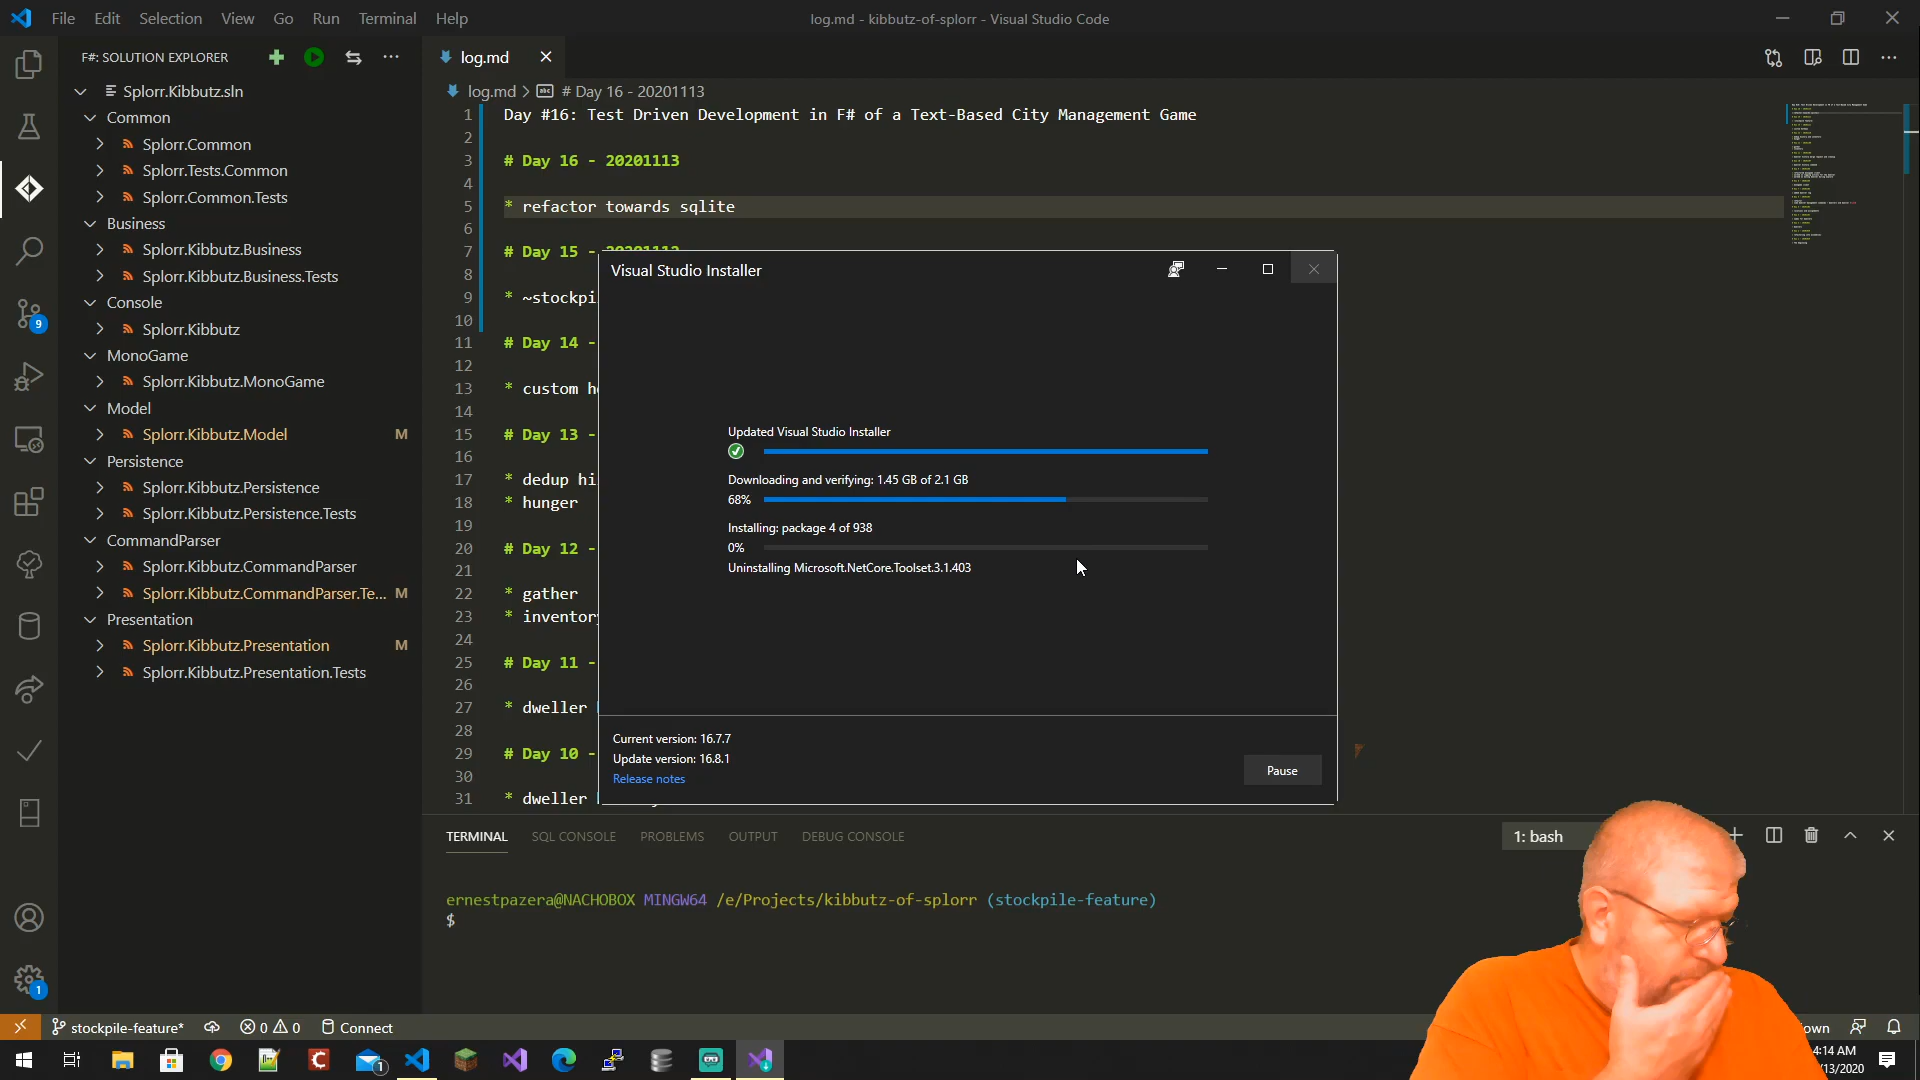 File Edit Selection View Go Run Terminal Help
log.md - kibbutz-of-splorr - Visual Studio Code
F#: SOLUTION EXPLORER
Splorr.Kibbutz.sln
Common
Splorr.Common
Splorr.Tests.Common
Splorr.Common.Tests
Business
Splorr.Kibbutz.Business
Splorr.Kibbutz.Business.Tests
Console
Splorr.Kibbutz
MonoGame
Splorr.Kibbutz.MonoGame
Model
Splorr.Kibbutz.Model M
Persistence
Splorr.Kibbutz.Persistence
Splorr.Kibbutz.Persistence.Tests
CommandParser
Splorr.Kibbutz.CommandParser
Splorr.Kibbutz.CommandParser.Te... M
Presentation
Splorr.Kibbutz.Presentation M
Splorr.Kibbutz.Presentation.Tests
9
1
log.md
log.md > # Day 16 - 20201113
1 Day #16: Test Driven Development in F# of a Text-Based City Management Game
2
3 # Day 16 - 20201113
4
5 * refactor towards sqlite
6
7 # Day 15 - 20201112
8
9 * ~stockpi
10
11 # Day 14 -
12
13 * custom h
14
15 # Day 13 -
16
17 * dedup hi
18 * hunger
19
20 # Day 12 -
21
22 * gather
23 * inventor
24
25 # Day 11 -
26
27 * dweller
28
29 # Day 10 -
30
31 * dweller
Visual Studio Installer
Updated Visual Studio Installer
Downloading and verifying: 1.45 GB of 2.1 GB
68%
Installing: package 4 of 938
0%
Uninstalling Microsoft.NetCore.Toolset.3.1.403
Current version: 16.7.7
Update version: 16.8.1
Release notes
Pause
TERMINAL SQL CONSOLE PROBLEMS OUTPUT DEBUG CONSOLE
1: bash
ernestpazera@NACHOBOX MINGW64 /e/Projects/kibbutz-of-splorr (stockpile-feature)
$
stockpile-feature* 0 0 Connect
own
1
4:14 AM
/13/2020